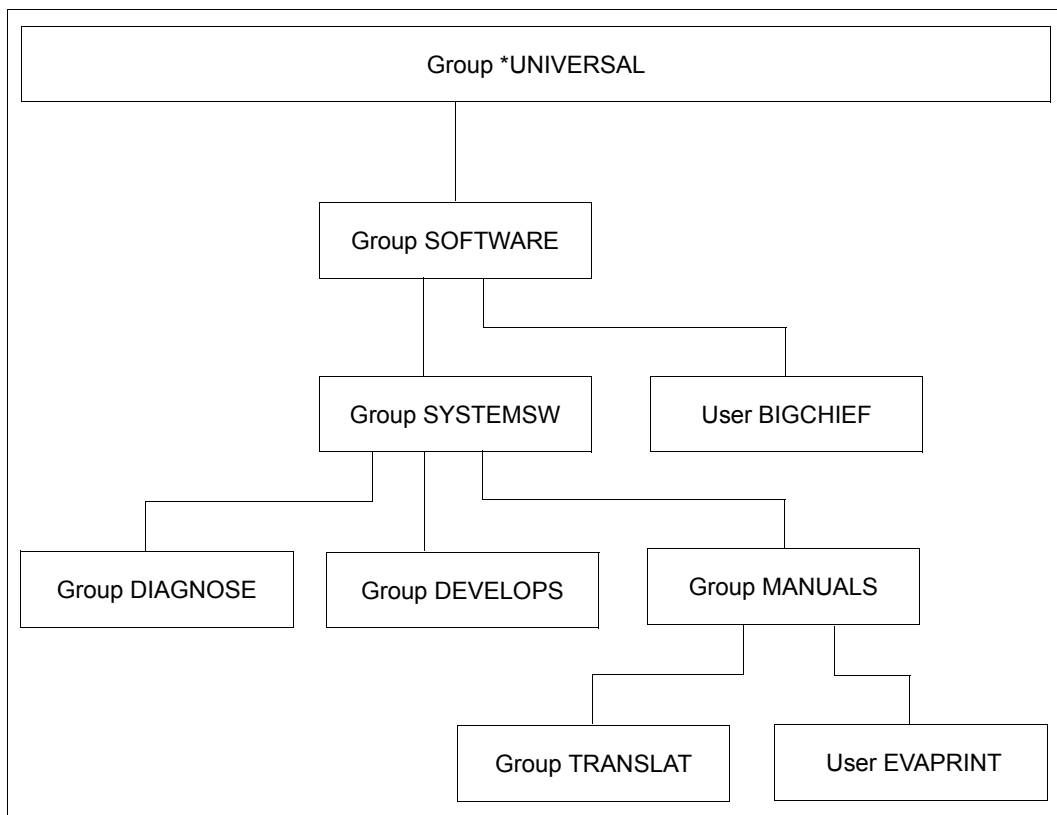 Group *UNIVERSAL
Group SOFTWARE
Group SYSTEMSW
User BIGCHIEF
Group DIAGNOSE
Group DEVELOPS
Group MANUALS
Group TRANSLAT
User EVAPRINT